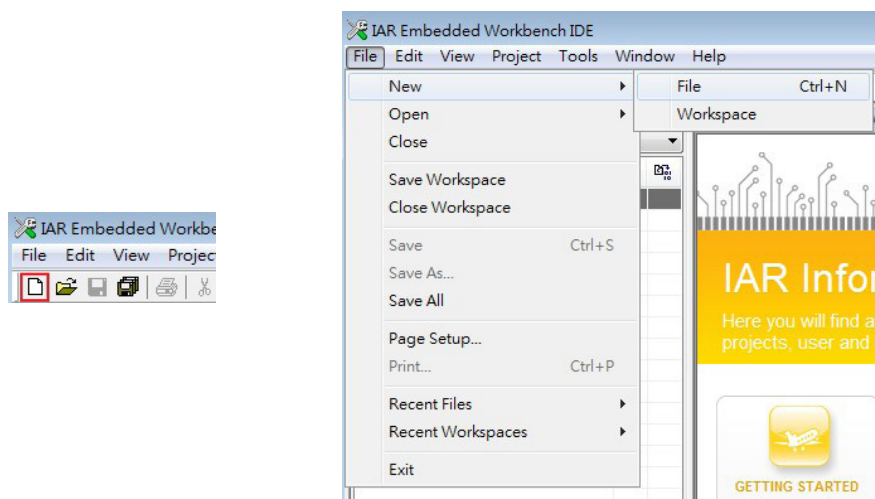 IAR Embedded Workbe
File Edit View Projec
IAR Embedded Workbench IDE
File Edit View Project Tools Window Help
New
File Ctrl+N
Open
Workspace
Close
Save Workspace
Close Workspace
Save Ctrl+S
Save As...
Save All
Page Setup...
Print... Ctrl+P
Recent Files
Recent Workspaces
Exit
IAR Infor
Here you will find a
projects, user and
GETTING STARTED